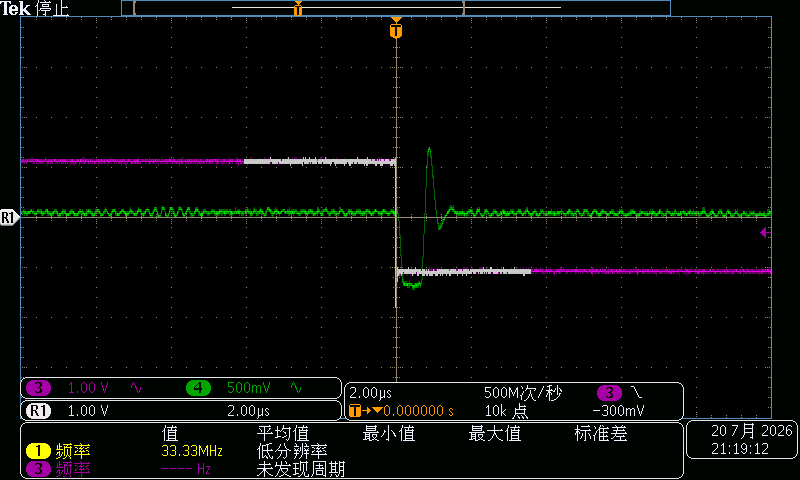 Tek 停止
T
T
R1
3 1.00 V 4 500mV
R1 1.00 V 2.00µs
2.00µs 500M次/秒 3
T→▼0.000000 s 10k 点 −300mV
值 平均值 最小值 最大值 标准差
1 频率 33.33MHz 低分辨率
3 频率 ---- Hz 未发现周期
20 7月 2026
21:19:12